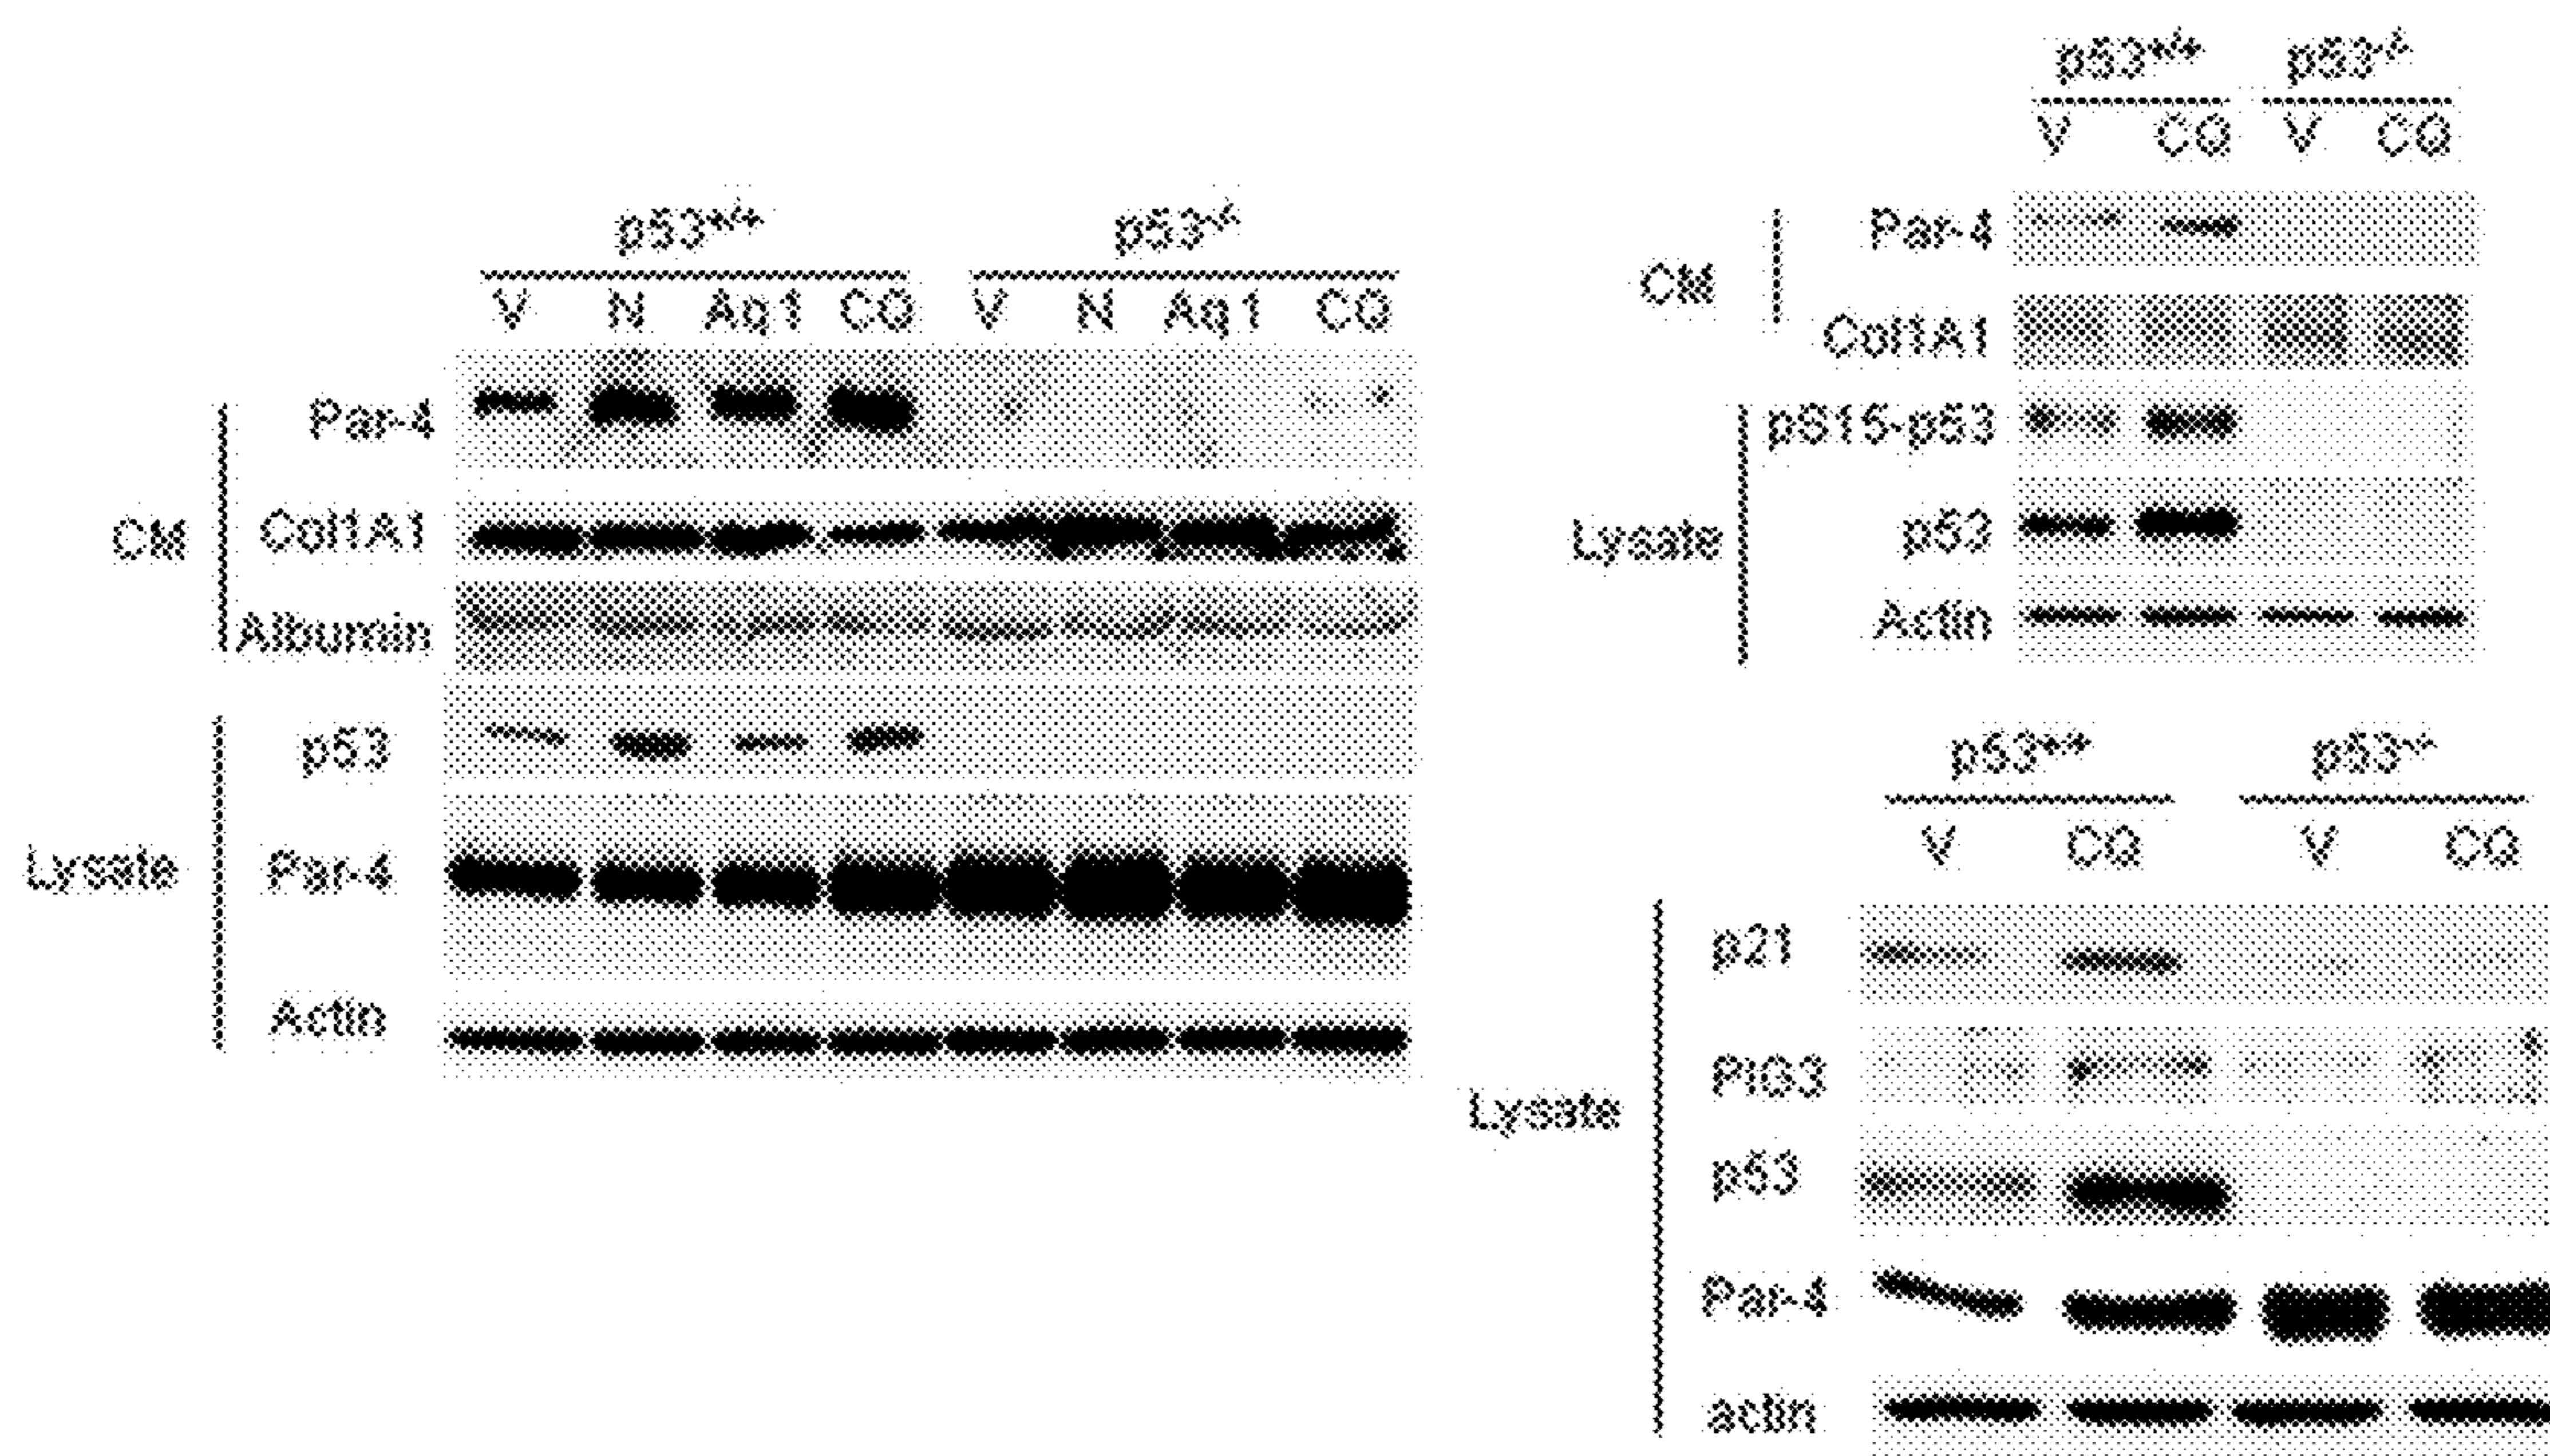 p53+/+ p53-/-
V N Aq1 CQ V N Aq1 CQ
CM
Par-4
Col1A1
Albumin
Lysate
p53
Par-4
Actin
p53+/+ p53-/-
V CQ V CQ
CM
Par-4
Col1A1
Lysate
pS15-p53
p53
Actin
p53+/+ p53-/-
V CQ V CQ
Lysate
p21
PIG3
p53
Par-4
actin